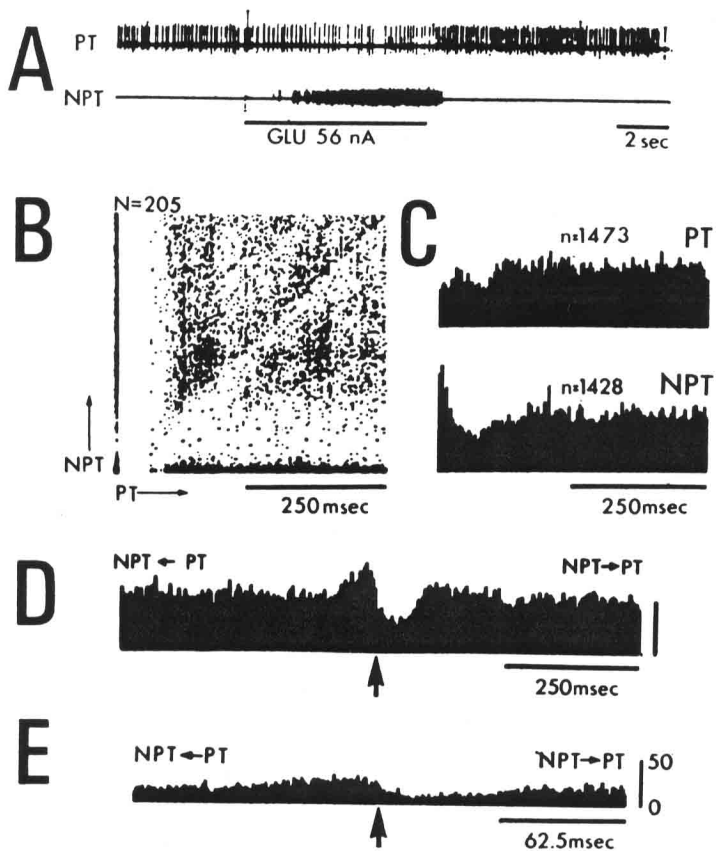 A
PT
NPT
GLU 56 nA
2 sec
B
N=205
NPT
PT→
250msec
C
n=1473
PT
n=1428
NPT
250msec
D
NPT ← PT
NPT→PT
250msec
E
NPT←PT
NPT→PT
50
0
62.5msec